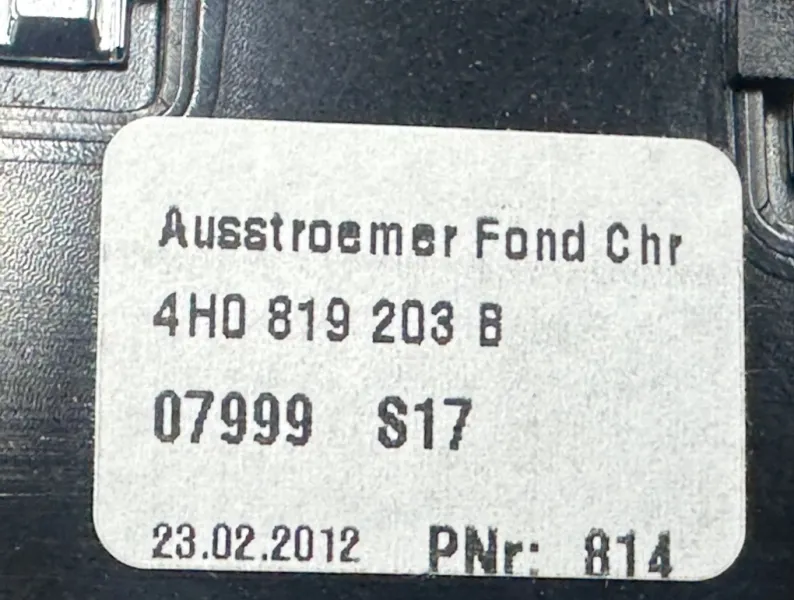 Ausstroemer Fond Chr
4H0 819 203 B
07999 S17
23.02.2012 PNr: 814